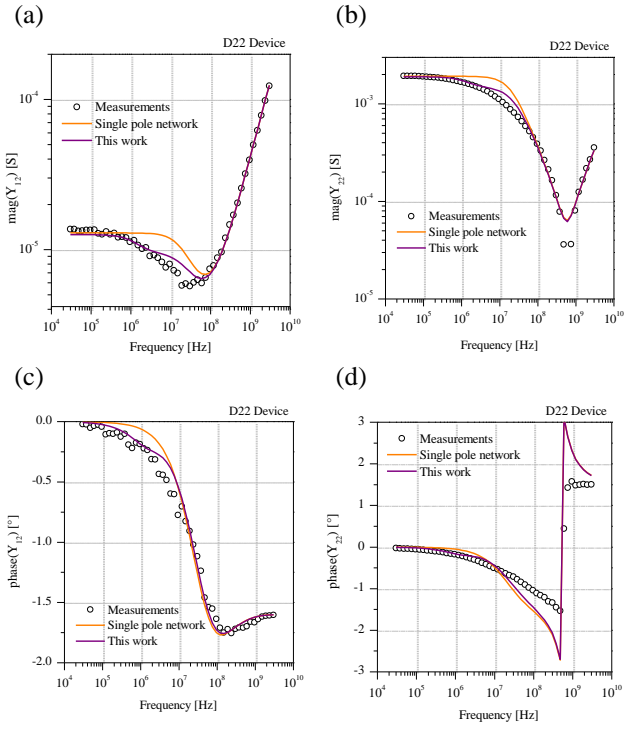 (a)
D22 Device
10⁻⁴
10⁻⁵
mag(Y₁₂) [S]
Measurements
Single pole network
This work
10⁴ 10⁵ 10⁶ 10⁷ 10⁸ 10⁹ 10¹⁰
Frequency [Hz]
(b)
D22 Device
10⁻³
10⁻⁴
10⁻⁵
mag(Y₂₂) [S]
Measurements
Single pole network
This work
10⁴ 10⁵ 10⁶ 10⁷ 10⁸ 10⁹ 10¹⁰
Frequency [Hz]
(c)
D22 Device
0.0
-0.5
-1.0
-1.5
-2.0
phase(Y₁₂) [°]
Measurements
Single pole network
This work
10⁴ 10⁵ 10⁶ 10⁷ 10⁸ 10⁹ 10¹⁰
Frequency [Hz]
(d)
D22 Device
3
2
1
0
-1
-2
-3
phase(Y₂₂) [°]
Measurements
Single pole network
This work
10⁴ 10⁵ 10⁶ 10⁷ 10⁸ 10⁹ 10¹⁰
Frequency [Hz]